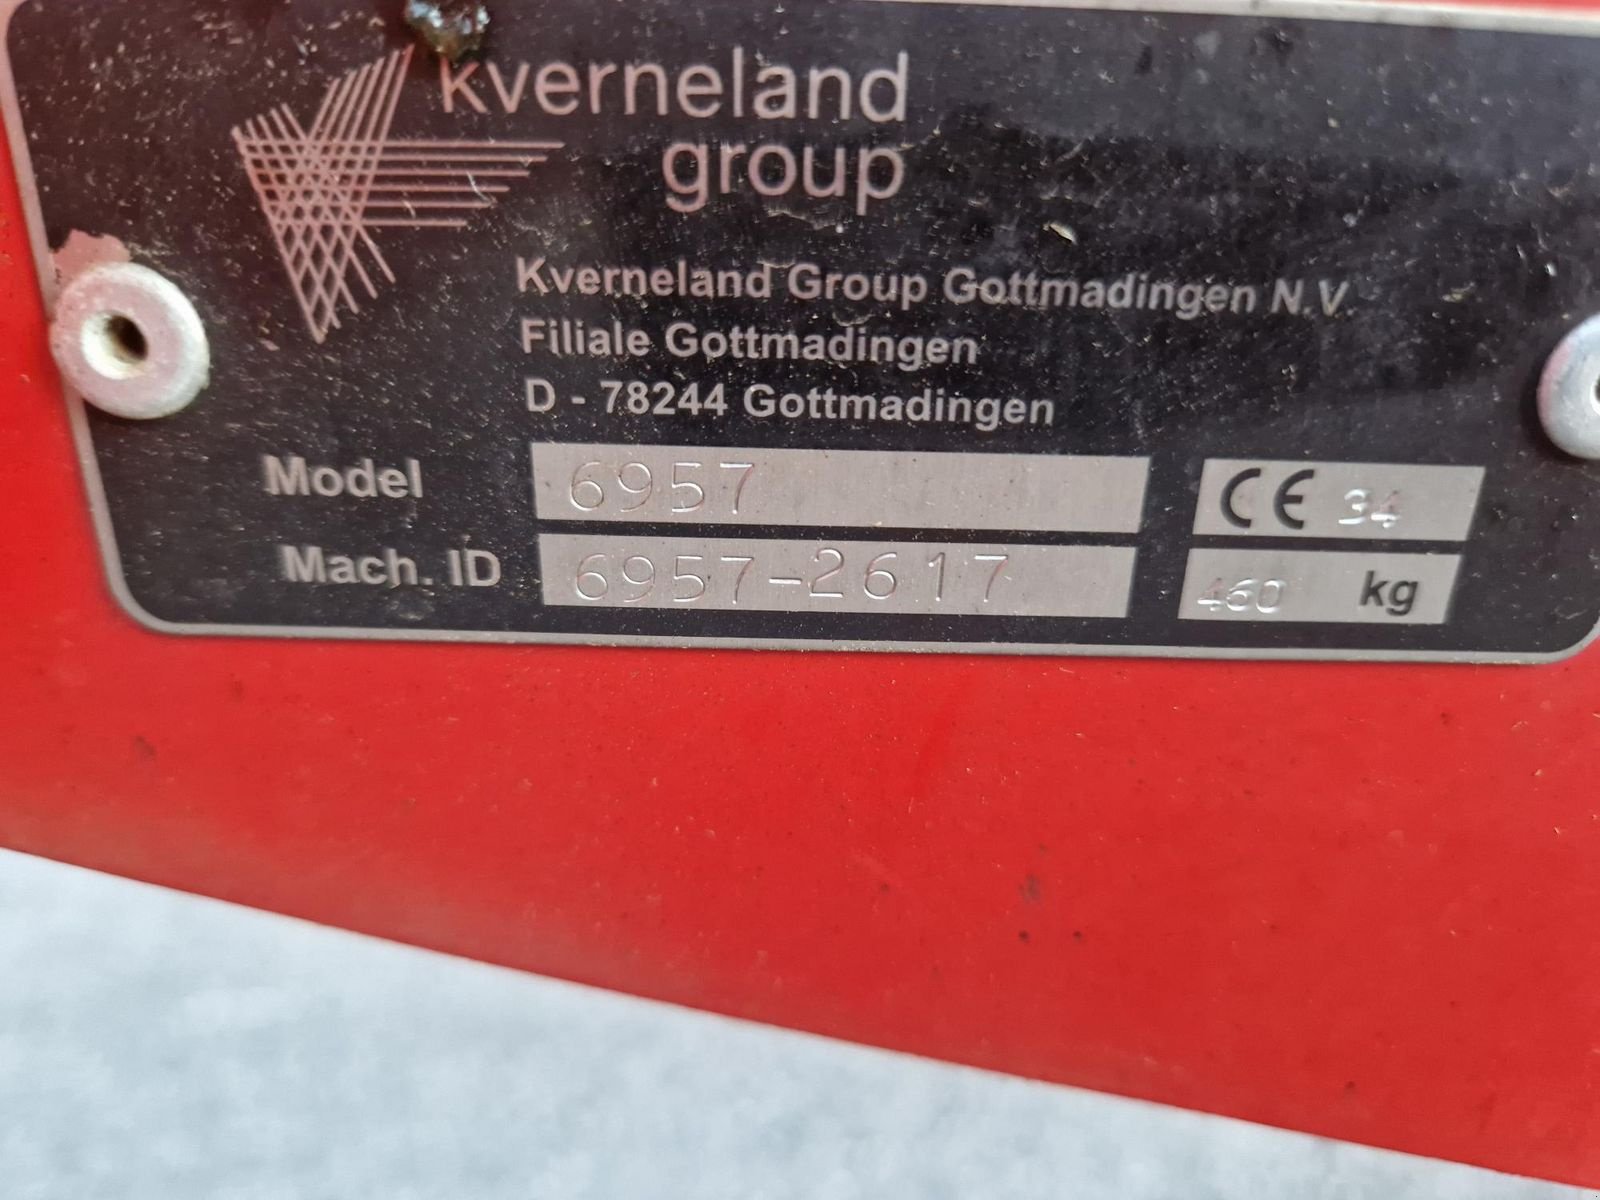 kverneland
group
Kverneland Group Gottmadingen N.V.
Filiale Gottmadingen
D - 78244 Gottmadingen
Model 6957 CE 34
Mach. ID 6957-2617 460 kg